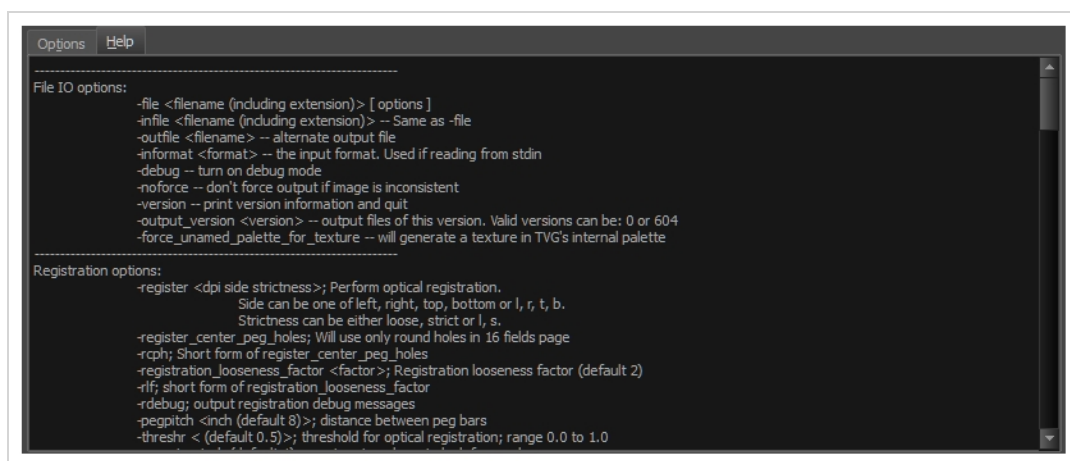 Options Help
--------------------------------------------------------------------------
File IO options:
-file <filename (including extension)> [ options ]
-infile <filename (including extension)> -- Same as -file
-outfile <filename> -- alternate output file
-informat <format> -- the input format. Used if reading from stdin
-debug -- turn on debug mode
-noforce -- don't force output if image is inconsistent
-version -- print version information and quit
-output_version <version> -- output files of this version. Valid versions can be: 0 or 604
-force_unamed_palette_for_texture -- will generate a texture in TVG's internal palette
--------------------------------------------------------------------------
Registration options:
-register <dpi side strictness>; Perform optical registration.
Side can be one of left, right, top, bottom or l, r, t, b.
Strictness can be either loose, strict or l, s.
-register_center_peg_holes; Will use only round holes in 16 fields page
-rcph; Short form of register_center_peg_holes
-registration_looseness_factor <factor>; Registration looseness factor (default 2)
-rlf; short form of registration_looseness_factor
-rdebug; output registration debug messages
-pegpitch <inch (default 8)>; distance between peg bars
-threshr < (default 0.5)>; threshold for optical registration; range 0.0 to 1.0